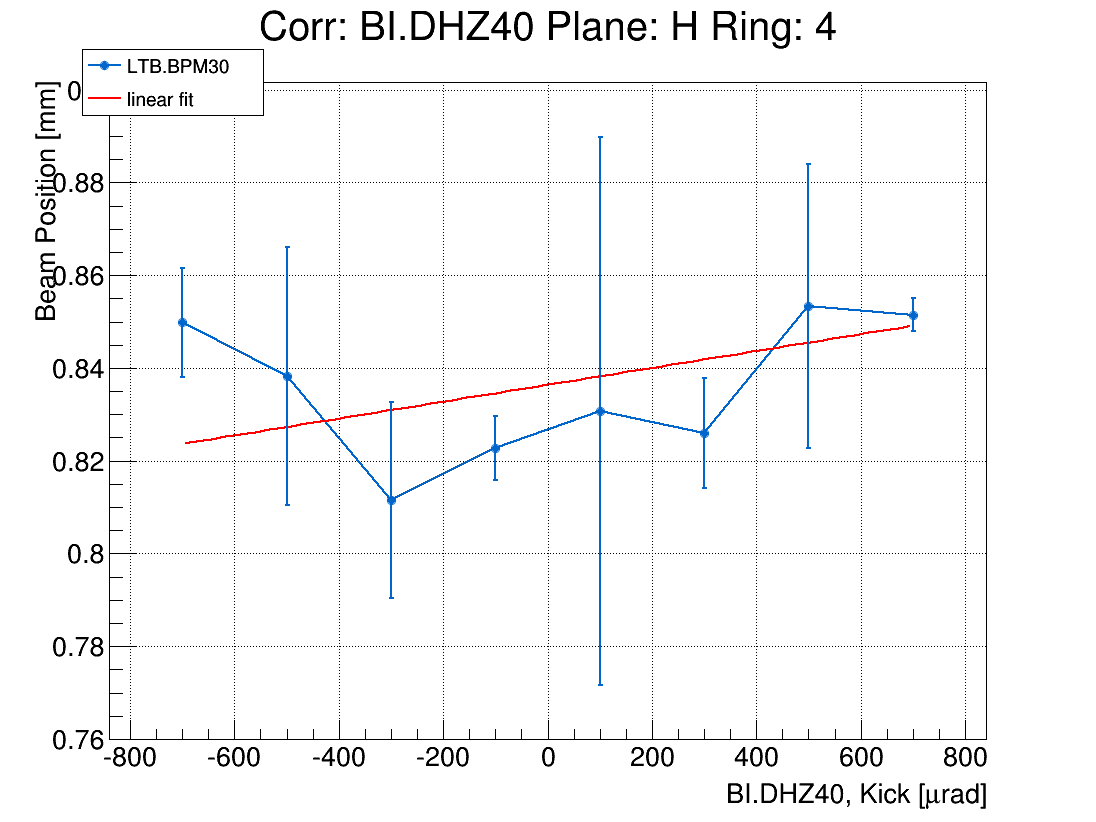 Corr: BI.DHZ40 Plane: H Ring: 4
LTB.BPM30
linear fit
Beam Position [mm]
0.88
0.86
0.84
0.82
0.8
0.78
0.76
-800 -600 -400 -200 0 200 400 600 800
BI.DHZ40, Kick [μrad]